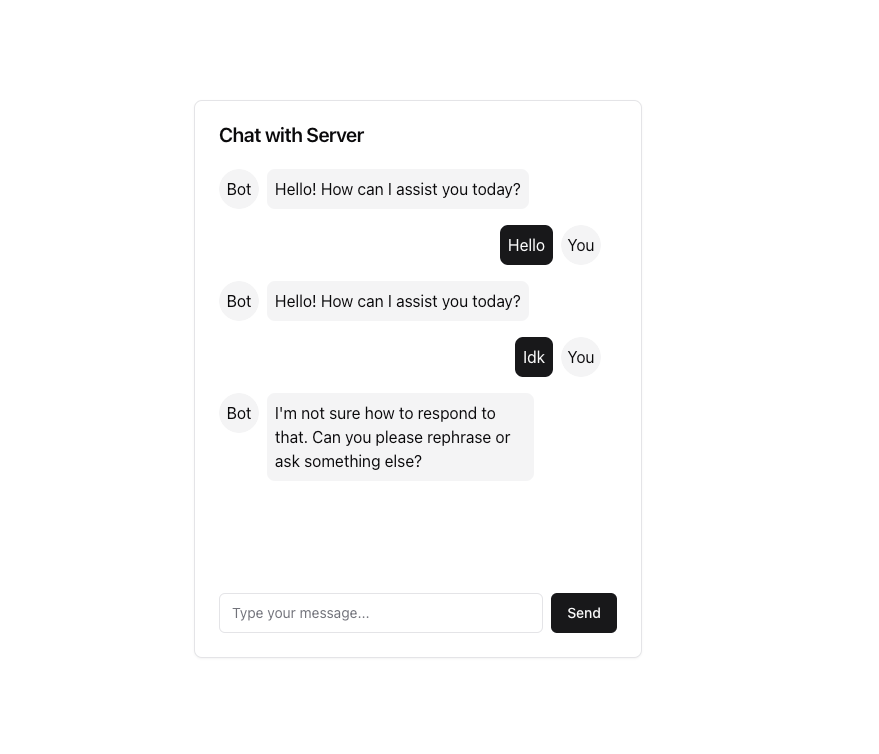 Chat with Server
Bot
Hello! How can I assist you today?
Hello
You
Bot
Hello! How can I assist you today?
Idk
You
Bot
I'm not sure how to respond to
that. Can you please rephrase or
ask something else?
Type your message...
Send